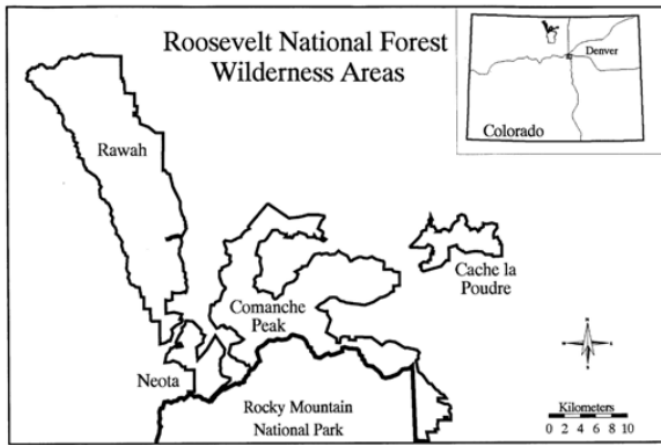 Roosevelt National Forest
Wilderness Areas
Denver
Colorado
Rawah
Cache la
Poudre
Comanche
Peak
Neota
Rocky Mountain
National Park
Kilometers
0 2 4 6 8 10